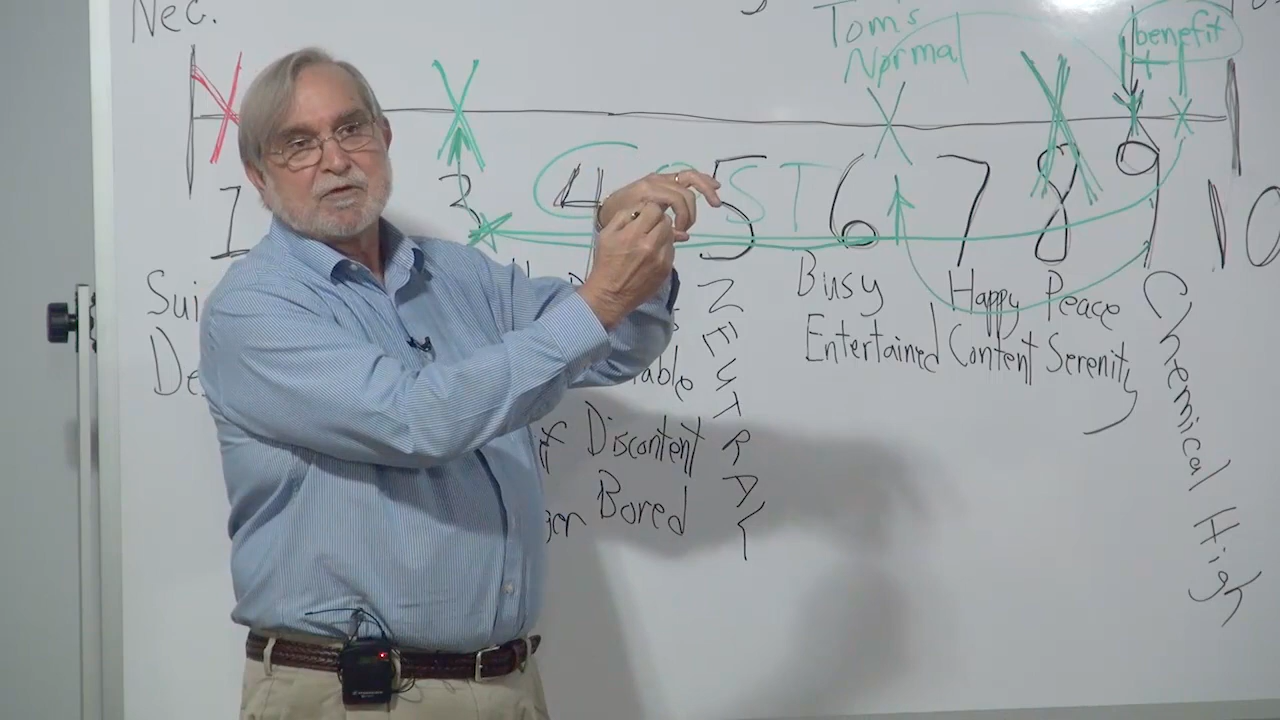 Nec.
Tom's
Normal
benefit
+
1 3 4 5 6 7 8 9 10
ST
Busy
Entertained
Happy
Content
Peace
Serenity
NEUTRAL
Chemical High
Discontent
Bored